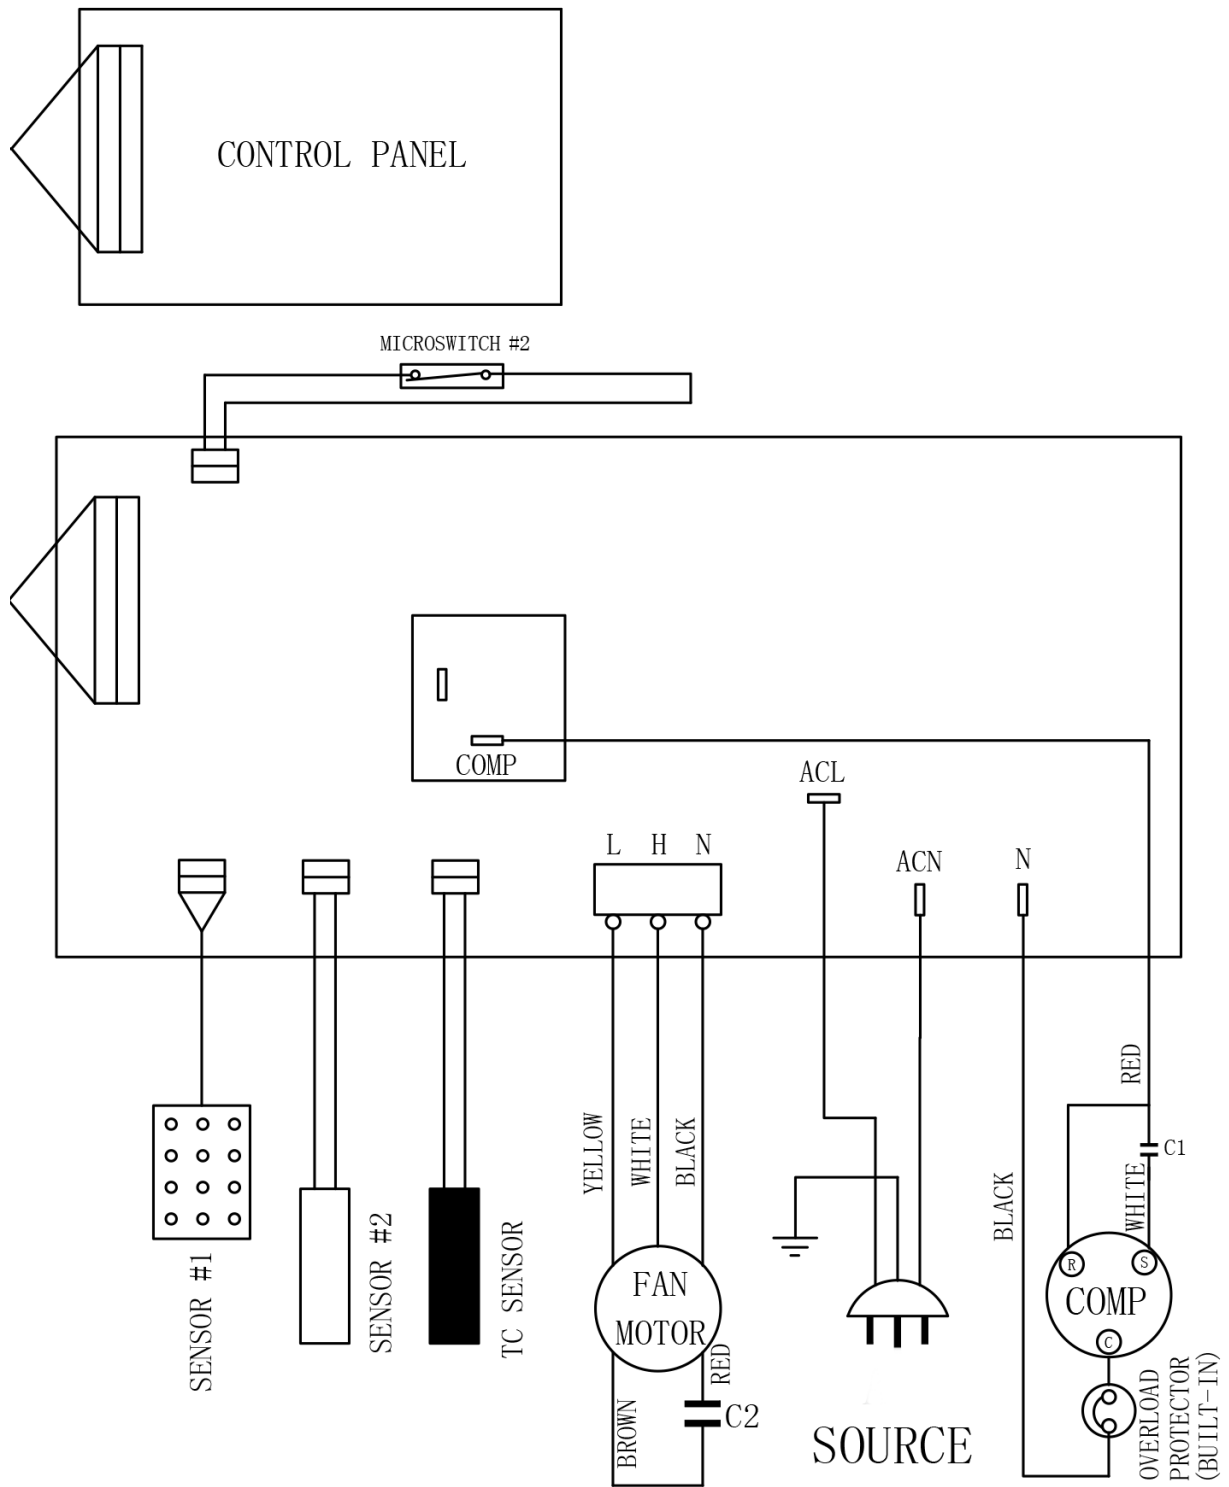 CONTROL PANEL
MICROSWITCH #2
COMP
ACL
L H N
ACN
N
RED
C1
YELLOW
WHITE
BLACK
BLACK
WHITE
SENSOR #1
SENSOR #2
TC SENSOR
FAN
MOTOR
R
S
COMP
C
RED
BROWN
C2
SOURCE
OVERLOAD
PROTECTOR
(BUILT-IN)